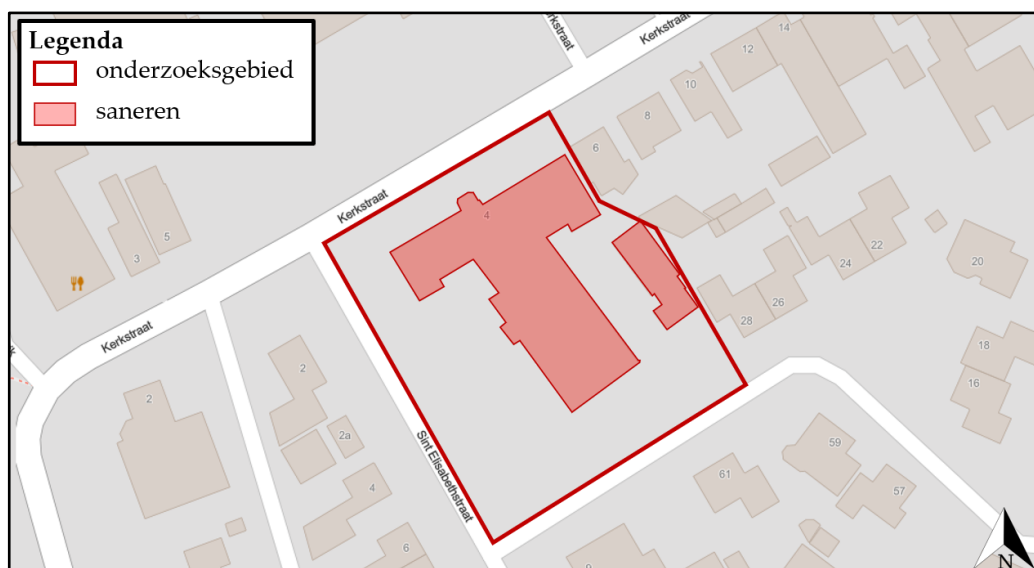 Legenda
onderzoeksgebied
saneren
Kerkstraat
Kerkstraat
Kerkstraat
Kerkstraat
Sint Elisabethstraat
14
12
10
8
6
4
5
3
2
2
2a
4
6
20
22
24
26
28
18
16
59
57
61
9
N